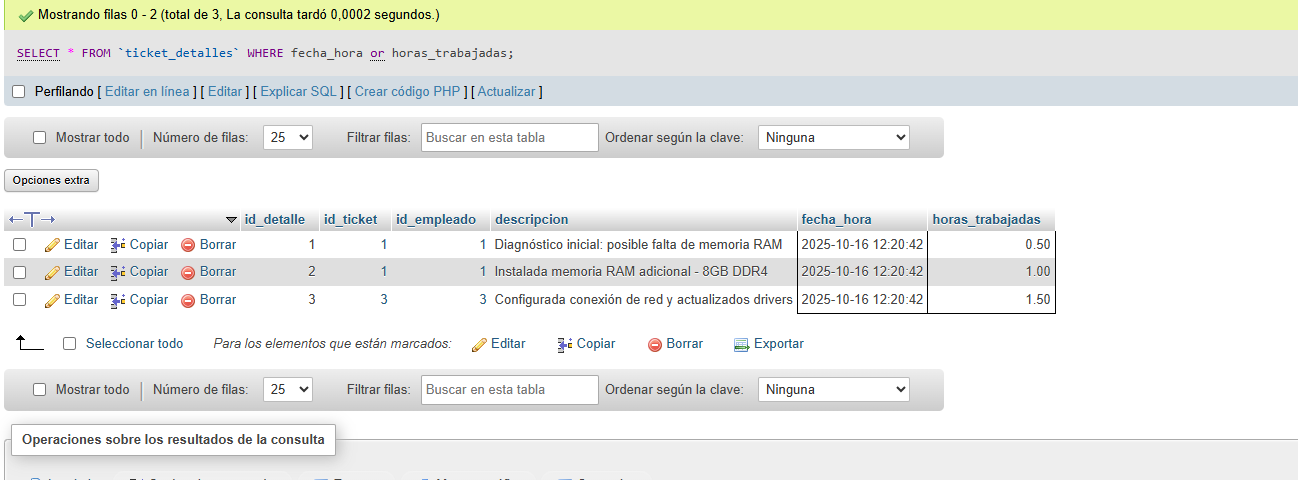 Mostrando filas 0 - 2 (total de 3, La consulta tardó 0,0002 segundos.)
SELECT * FROM `ticket_detalles` WHERE fecha_hora or horas_trabajadas;
Perfilando [ Editar en línea ] [ Editar ] [ Explicar SQL ] [ Crear código PHP ] [ Actualizar ]
Mostrar todo | Número de filas: 25 Filtrar filas: Buscar en esta tabla Ordenar según la clave: Ninguna
Opciones extra
←T→ id_detalle id_ticket id_empleado descripcion fecha_hora horas_trabajadas
Editar Copiar Borrar 1 1 1 Diagnóstico inicial: posible falta de memoria RAM 2025-10-16 12:20:42 0.50
Editar Copiar Borrar 2 1 1 Instalada memoria RAM adicional - 8GB DDR4 2025-10-16 12:20:42 1.00
Editar Copiar Borrar 3 3 3 Configurada conexión de red y actualizados drivers 2025-10-16 12:20:42 1.50
Seleccionar todo Para los elementos que están marcados: Editar Copiar Borrar Exportar
Mostrar todo | Número de filas: 25 Filtrar filas: Buscar en esta tabla Ordenar según la clave: Ninguna
Operaciones sobre los resultados de la consulta